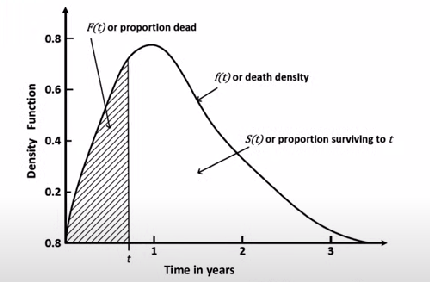 F(t) or proportion dead
0.8
f(t) or death density
0.6
S(t) or proportion surviving to t
0.4
0.2
0.8
Density Function
t
1
2
3
Time in years